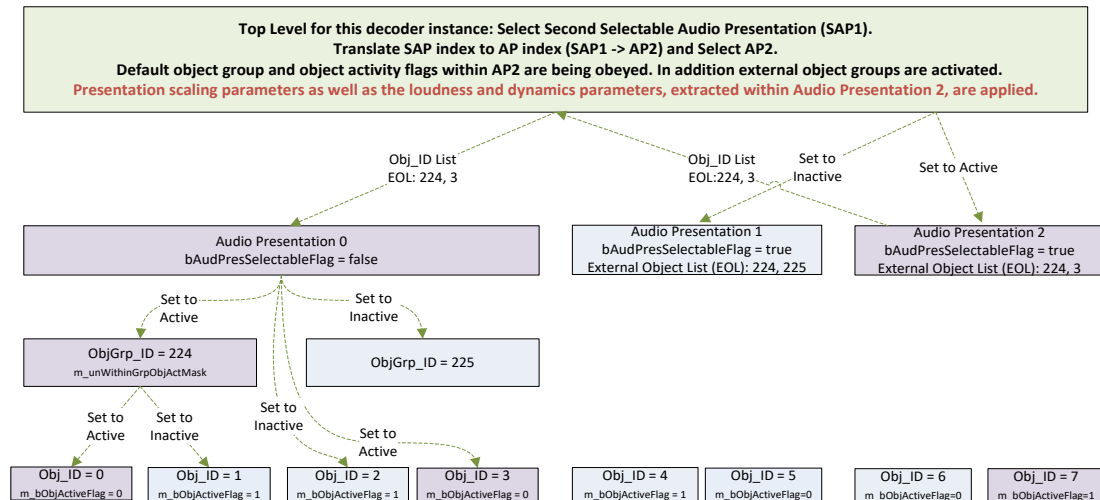 Top Level for this decoder instance: Select Second Selectable Audio Presentation (SAP1).
Translate SAP index to AP index (SAP1 -> AP2) and Select AP2.
Default object group and object activity flags within AP2 are being obeyed. In addition external object groups are activated.
Presentation scaling parameters as well as the loudness and dynamics parameters, extracted within Audio Presentation 2, are applied.
Obj_ID List
EOL: 224, 3
Obj_ID List
EOL:224, 3
Set to
Inactive
Set to Active
Audio Presentation 0
bAudPresSelectableFlag = false
Audio Presentation 1
bAudPresSelectableFlag = true
External Object List (EOL): 224, 225
Audio Presentation 2
bAudPresSelectableFlag = true
External Object List (EOL): 224, 3
Set to
Active
Set to
Inactive
ObjGrp_ID = 224
m_unWithinGrpObjActMask
ObjGrp_ID = 225
Set to
Active
Set to
Inactive
Set to
Inactive
Set to
Active
Obj_ID = 0
m_bObjActiveFlag = 0
Obj_ID = 1
m_bObjActiveFlag = 1
Obj_ID = 2
m_bObjActiveFlag = 1
Obj_ID = 3
m_bObjActiveFlag = 0
Obj_ID = 4
m_bObjActiveFlag = 1
Obj_ID = 5
m_bObjActiveFlag=0
Obj_ID = 6
m_bObjActiveFlag=0
Obj_ID = 7
m_bObjActiveFlag=1